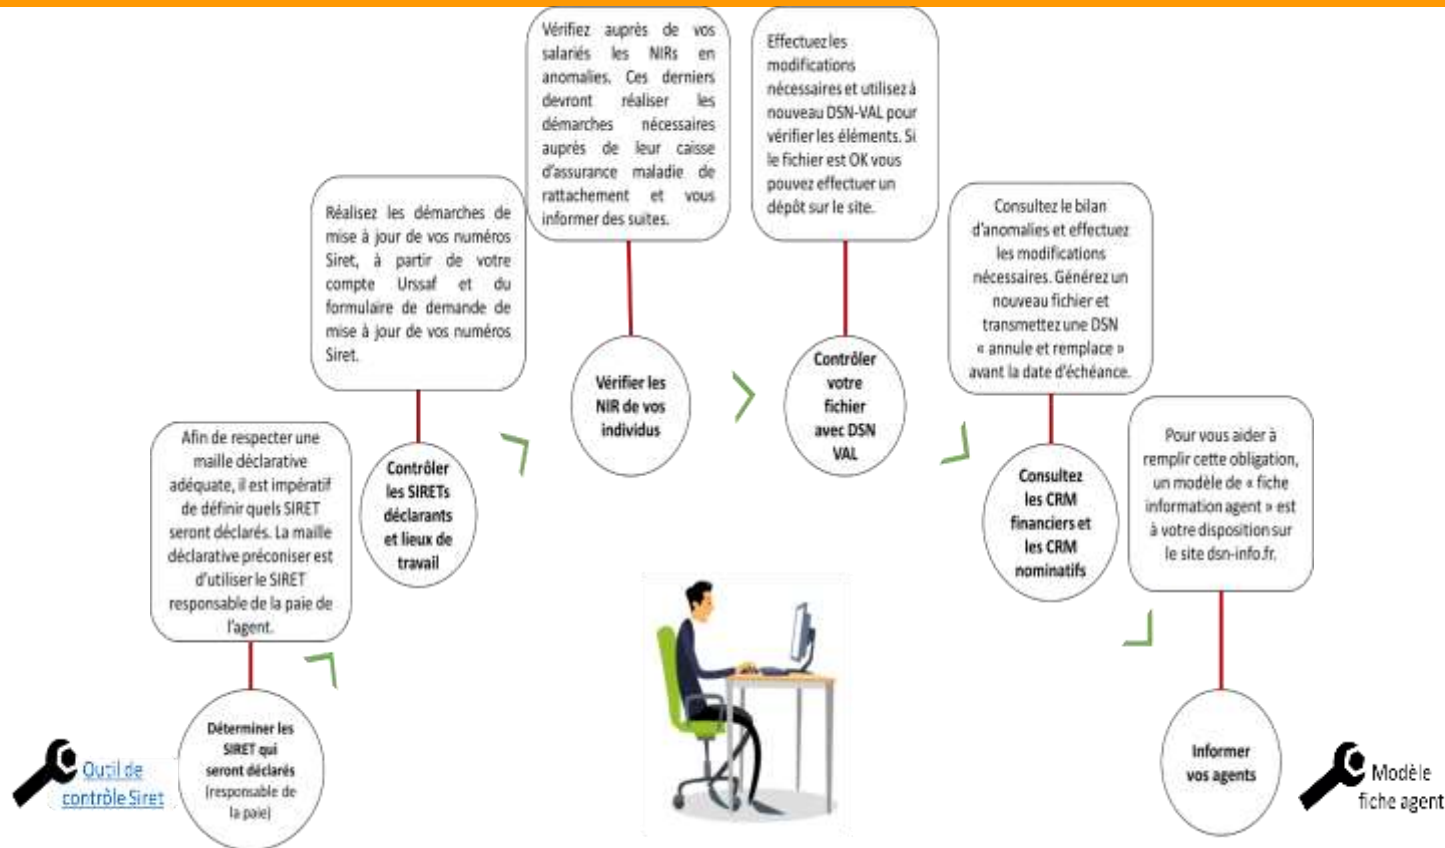 Afin de respecter une
maille déclarative
adéquate, il est impératif
de définir quels SIRET
seront déclarés. La maille
déclarative préconiser est
d'utiliser le SIRET
responsable de la paie de
l'agent.
Déterminer les
SIRET qui
seront déclarés
(responsable de
la paie)
Outil de
contrôle Siret
Réalisez les démarches de
mise à jour de vos numéros
Siret, à partir de votre
compte Urssaf et du
formulaire de demande de
mise à jour de vos numéros
Siret.
Contrôler
les SIRETs
déclarants
et lieux de
travail
Vérifiez auprès de vos
salariés les NIRs en
anomalies. Ces derniers
devront réaliser les
démarches nécessaires
auprès de leur caisse
d'assurance maladie de
rattachement et vous
informer des suites.
Vérifier les
NIR de vos
individus
Effectuez les
modifications
nécessaires et utilisez à
nouveau DSN-VAL pour
vérifier les éléments. Si
le fichier est OK vous
pouvez effectuer un
dépôt sur le site.
Contrôler
votre
fichier
avec DSN
VAL
Consultez le bilan
d'anomalies et effectuez
les modifications
nécessaires. Générez un
nouveau fichier et
transmettez une DSN
« annule et remplace »
avant la date d'échéance.
Consultez
les CRM
financiers et
les CRM
nominatifs
Pour vous aider à
remplir cette obligation,
un modèle de « fiche
information agent » est
à votre disposition sur
le site dsn-info.fr.
Informer
vos agents
Modèle
fiche agent